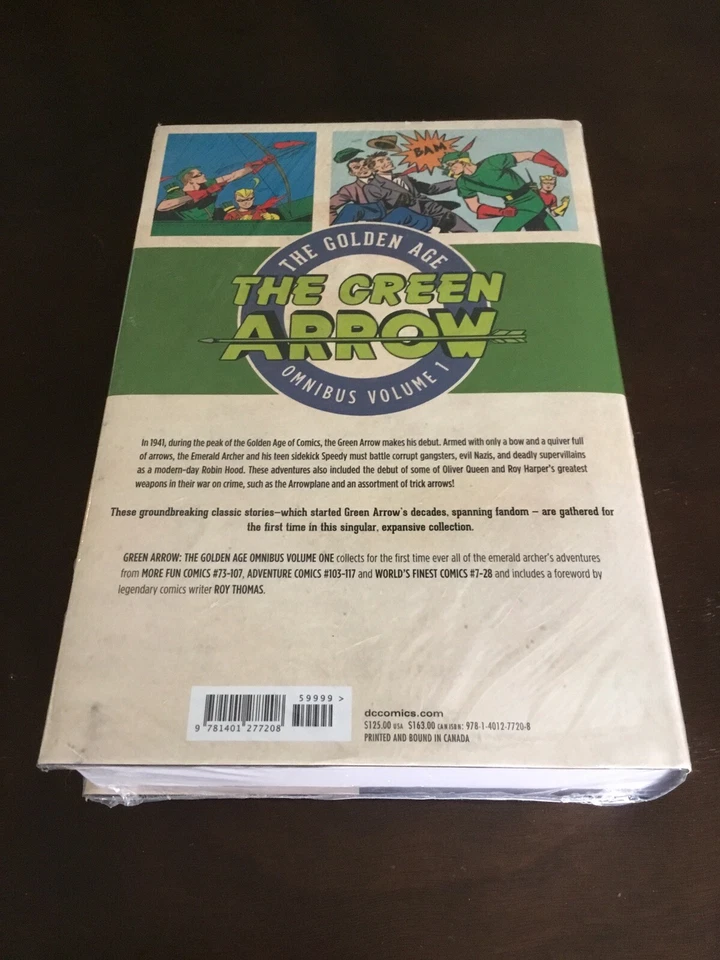 BAM
THE GOLDEN AGE
THE GREEN
ARROW
OMNIBUS VOLUME 1
In 1941, during the peak of the Golden Age of Comics, the Green Arrow makes his debut. Armed with only a bow and a quiver full
of arrows, the Emerald Archer and his teen sidekick Speedy must battle corrupt gangsters, evil Nazis, and deadly supervillains
as a modern-day Robin Hood. These adventures also included the debut of some of Oliver Queen and Roy Harper's greatest
weapons in their war on crime, such as the Arrowplane and an assortment of trick arrows!
These groundbreaking classic stories—which started Green Arrow's decades, spanning fandom — are gathered for
the first time in this singular, expansive collection.
GREEN ARROW: THE GOLDEN AGE OMNIBUS VOLUME ONE collects for the first time ever all of the emerald archer's adventures
from MORE FUN COMICS #73-107, ADVENTURE COMICS #103-117 and WORLD'S FINEST COMICS #7-28 and includes a foreword by
legendary comics writer ROY THOMAS.
59999 >
9 781401 277208
dccomics.com
$125.00 USA $163.00 CAN ISBN: 978-1-4012-7720-8
PRINTED AND BOUND IN CANADA